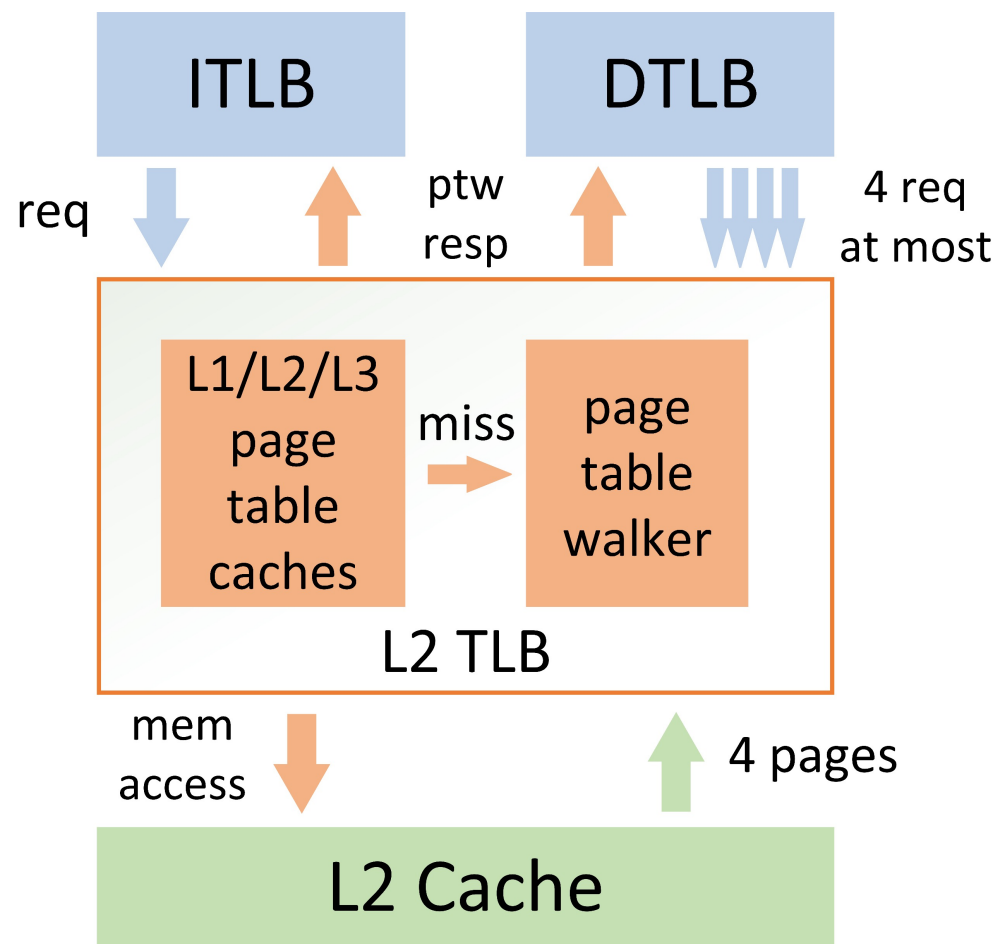 ITLB
DTLB
req
ptw
resp
4 req
at most
L1/L2/L3
page
table
caches
miss
page
table
walker
L2 TLB
mem
access
4 pages
L2 Cache